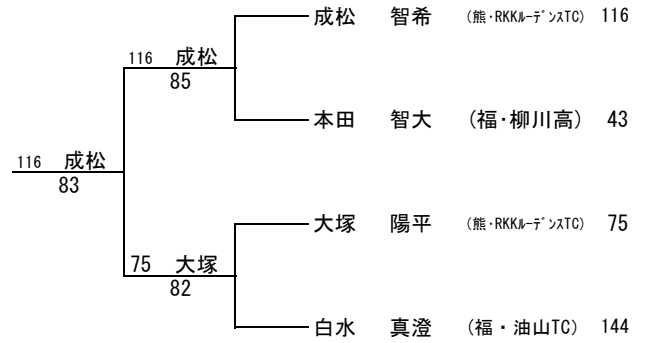 成松 智希 (熊・RKKルーデンスTC) 116
116 成松
85
本田 智大 (福・柳川高) 43
116 成松
83
大塚 陽平 (熊・RKKルーデンスTC) 75
75 大塚
82
白水 真澄 (福・油山TC) 144